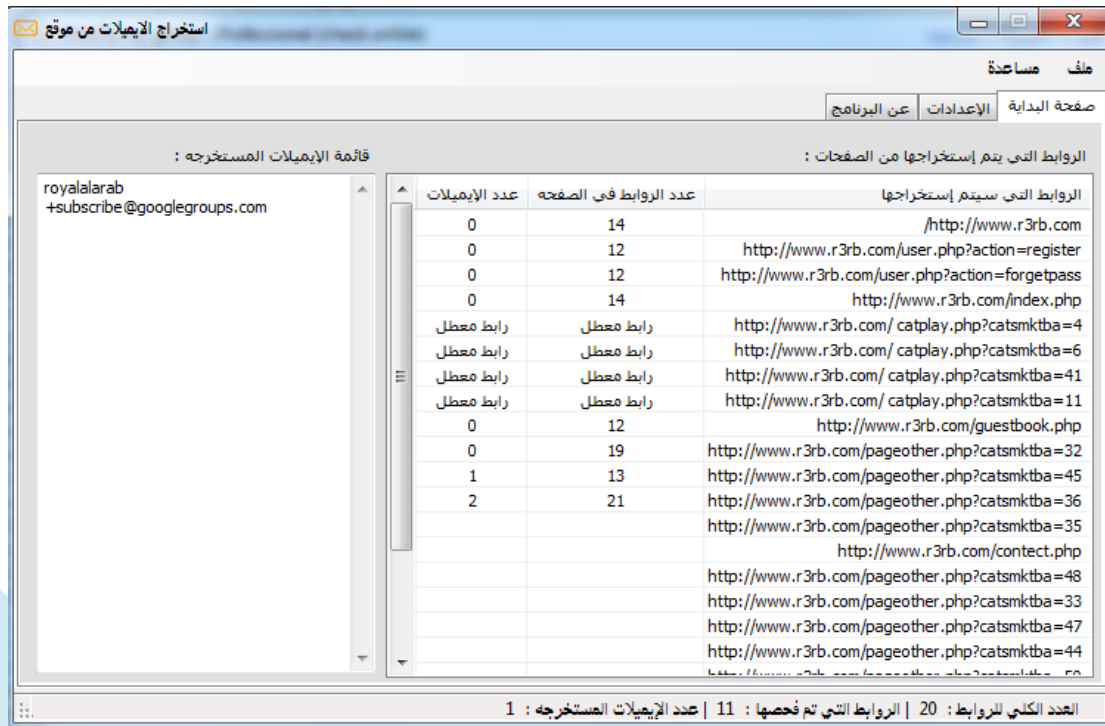 استخراج الايميلات من موقع
ملف مساعدة
صفحة البداية الإعدادات عن البرنامج
الروابط التي يتم إستخراجها من الصفحات :
قائمة الإيميلات المستخرجه :
الروابط التي سيتم إستخراجها عدد الروابط في الصفحه عدد الإيميلات
/http://www.r3rb.com 14 0
http://www.r3rb.com/user.php?action=register 12 0
http://www.r3rb.com/user.php?action=forgetpass 12 0
http://www.r3rb.com/index.php 14 0
http://www.r3rb.com/ catplay.php?catsmktba=4 رابط معطل رابط معطل
http://www.r3rb.com/ catplay.php?catsmktba=6 رابط معطل رابط معطل
http://www.r3rb.com/ catplay.php?catsmktba=41 رابط معطل رابط معطل
http://www.r3rb.com/ catplay.php?catsmktba=11 رابط معطل رابط معطل
http://www.r3rb.com/guestbook.php 12 0
http://www.r3rb.com/pageother.php?catsmktba=32 19 0
http://www.r3rb.com/pageother.php?catsmktba=45 13 1
http://www.r3rb.com/pageother.php?catsmktba=36 21 2
http://www.r3rb.com/pageother.php?catsmktba=35
http://www.r3rb.com/contect.php
http://www.r3rb.com/pageother.php?catsmktba=48
http://www.r3rb.com/pageother.php?catsmktba=33
http://www.r3rb.com/pageother.php?catsmktba=47
http://www.r3rb.com/pageother.php?catsmktba=44
royalalarab
+subscribe@googlegroups.com
العدد الكلي للروابط : 20 | الروابط التي تم فحصها : 11 | عدد الإيميلات المستخرجه : 1